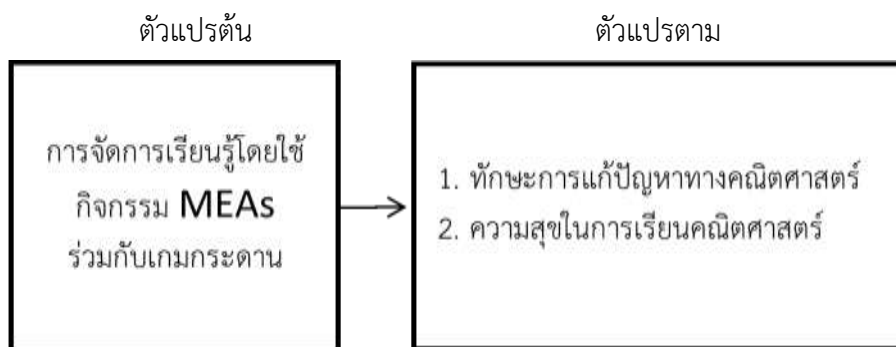 ตัวแปรต้น
ตัวแปรตาม
การจัดการเรียนรู้โดยใช้
กิจกรรม MEAs
ร่วมกับเกมกระดาน
1. ทักษะการแก้ปัญหาทางคณิตศาสตร์
2. ความสุขในการเรียนคณิตศาสตร์